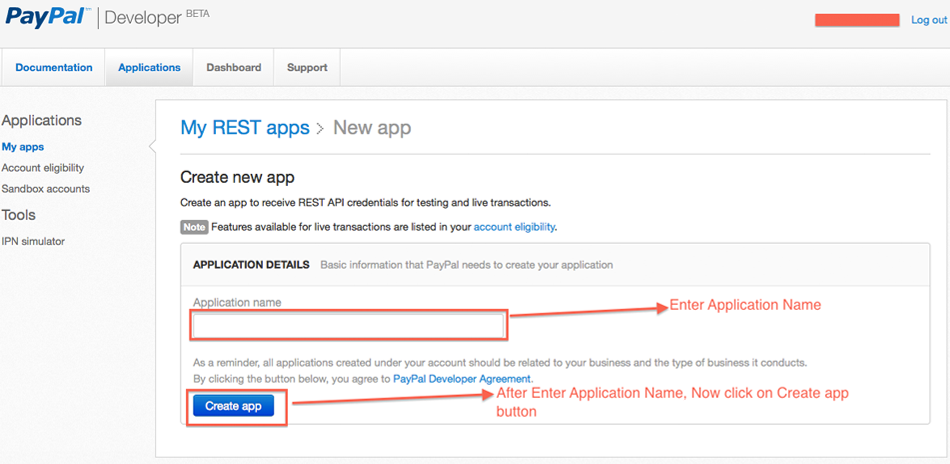 PayPal™ | Developer BETA
Log out
Documentation
Applications
Dashboard
Support
Applications
My apps
Account eligibility
Sandbox accounts
Tools
IPN simulator
My REST apps > New app
Create new app
Create an app to receive REST API credentials for testing and live transactions.
Note Features available for live transactions are listed in your account eligibility.
APPLICATION DETAILS Basic information that PayPal needs to create your application
Application name
Enter Application Name
As a reminder, all applications created under your account should be related to your business and the type of business it conducts.
By clicking the button below, you agree to PayPal Developer Agreement.
Create app
After Enter Application Name, Now click on Create app
button